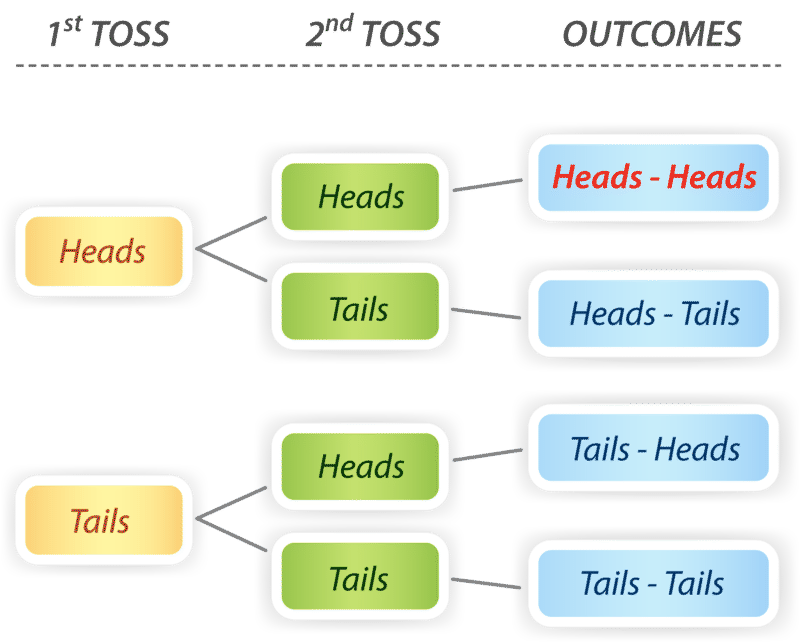 1st TOSS 2nd TOSS OUTCOMES
Heads - Heads
Heads
Heads
Tails
Heads - Tails
Tails - Heads
Heads
Tails
Tails
Tails - Tails